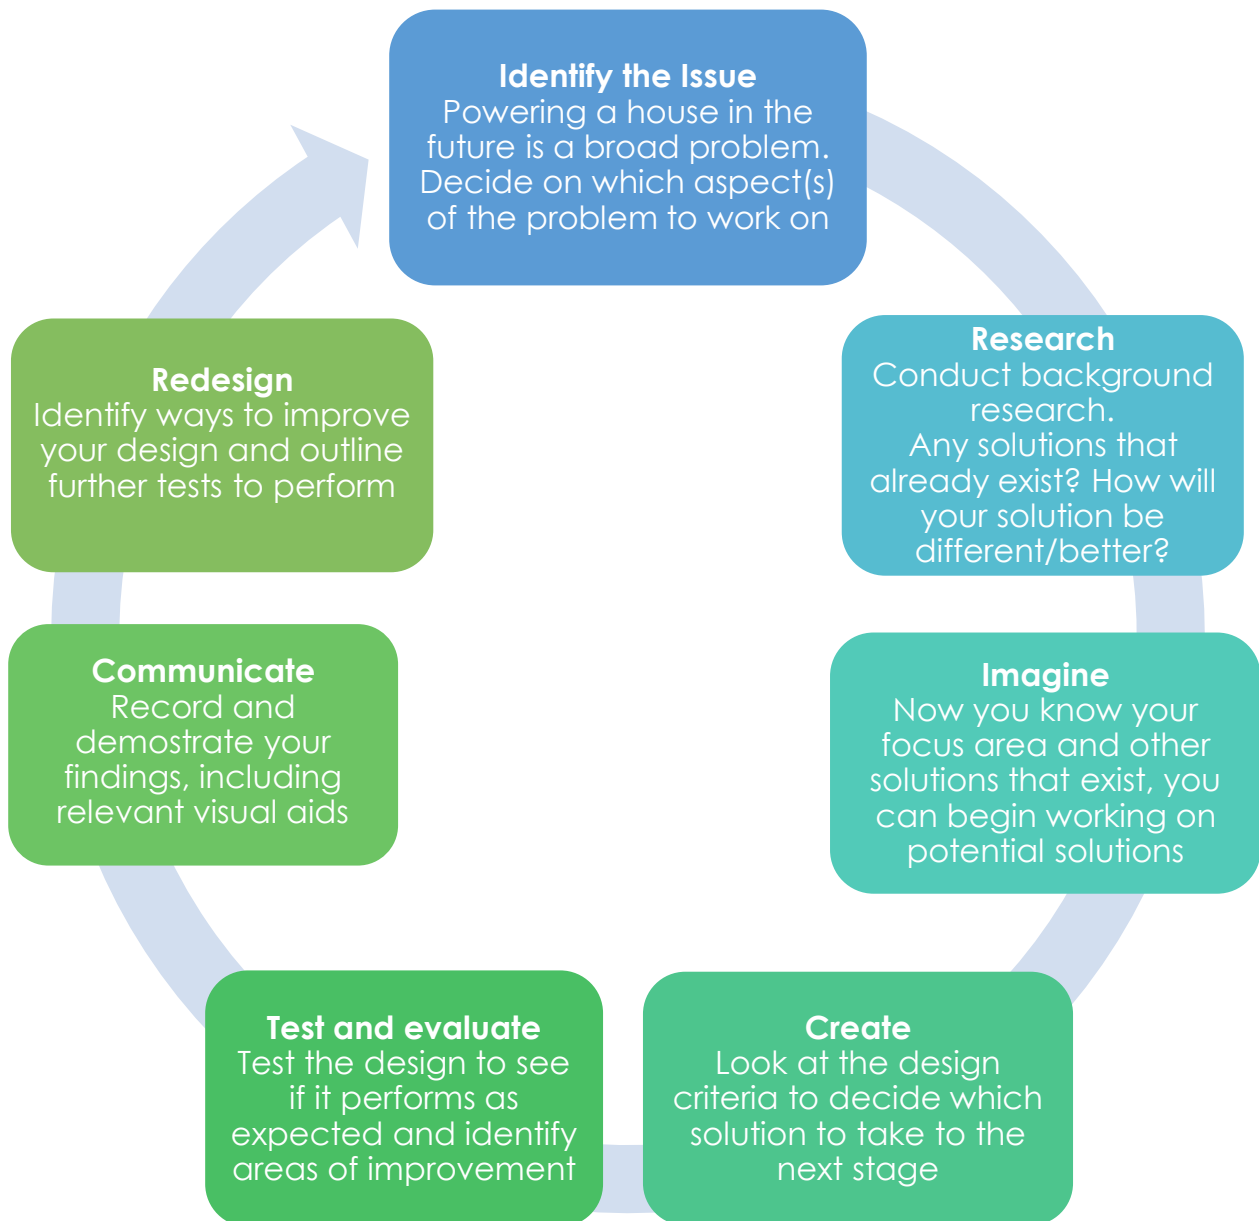 Identify the Issue
Powering a house in the
future is a broad problem.
Decide on which aspect(s)
of the problem to work on
Research
Conduct background
research.
Any solutions that
already exist? How will
your solution be
different/better?
Imagine
Now you know your
focus area and other
solutions that exist, you
can begin working on
potential solutions
Create
Look at the design
criteria to decide which
solution to take to the
next stage
Test and evaluate
Test the design to see
if it performs as
expected and identify
areas of improvement
Communicate
Record and
demostrate your
findings, including
relevant visual aids
Redesign
Identify ways to improve
your design and outline
further tests to perform